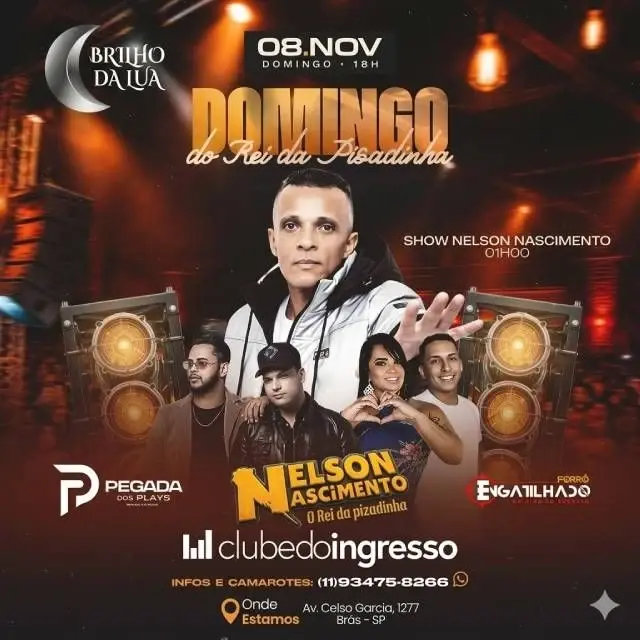 BRILHO
DA LUA
08.NOV
DOMINGO • 18H
DOMINGO
do Rei da Pisadinha
SHOW NELSON NASCIMENTO
01H00
PEGADA
DOS PLAYS
NELSON
NASCIMENTO
O Rei da pizadinha
FORRÓ
ENGATILHADO
clubedoingresso
INFOS E CAMAROTES: (11)93475-8266
Onde
Estamos
Av. Celso Garcia, 1277
Brás - SP